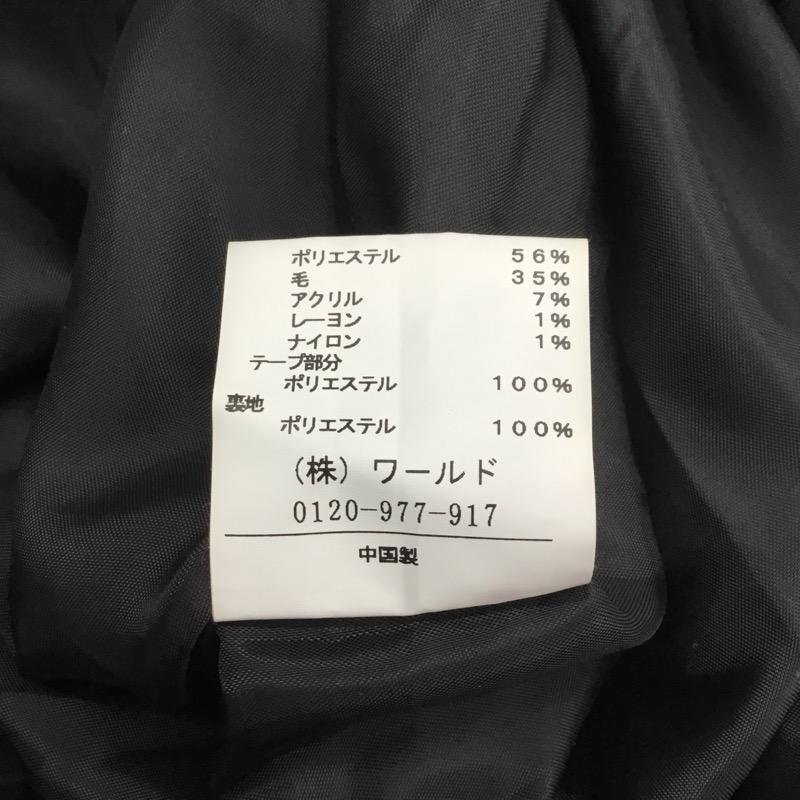 ポリエステル 56%
毛 35%
アクリル 7%
レーヨン 1%
ナイロン 1%
テープ部分
ポリエステル 100%
裏地
ポリエステル 100%
(株) ワールド
0120-977-917
中国製